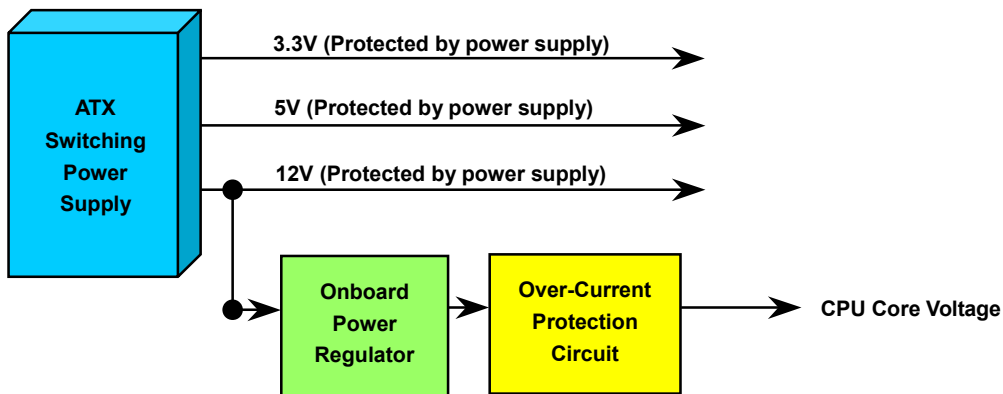 3.3V (Protected by power supply)
ATX
Switching
Power
Supply
5V (Protected by power supply)
12V (Protected by power supply)
Onboard
Power
Regulator
Over-Current
Protection
Circuit
CPU Core Voltage